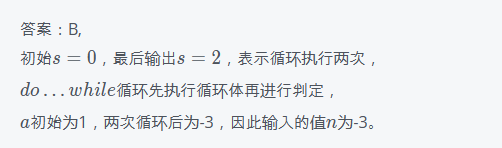 答案：B,
初始s = 0，最后输出s = 2，表示循环执行两次，
do ... while循环先执行循环体再进行判定，
a初始为1，两次循环后为-3，因此输入的值n为-3。